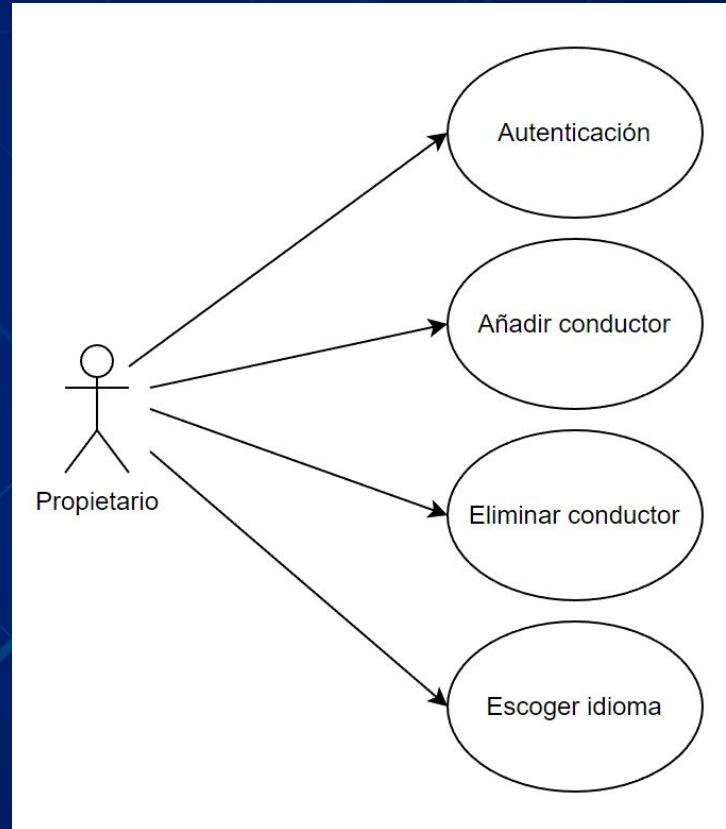 Autenticación
Añadir conductor
Propietario
Eliminar conductor
Escoger idioma